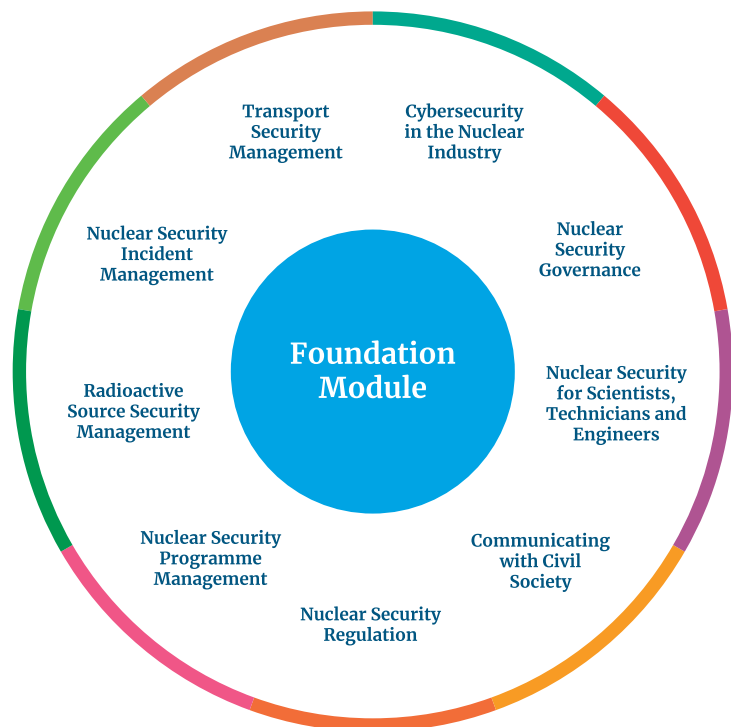 Transport
Security
Management
Cybersecurity
in the Nuclear
Industry
Nuclear
Security
Governance
Nuclear Security
for Scientists,
Technicians and
Engineers
Communicating
with Civil
Society
Nuclear Security
Regulation
Nuclear Security
Programme
Management
Radioactive
Source Security
Management
Nuclear Security
Incident
Management
Foundation
Module